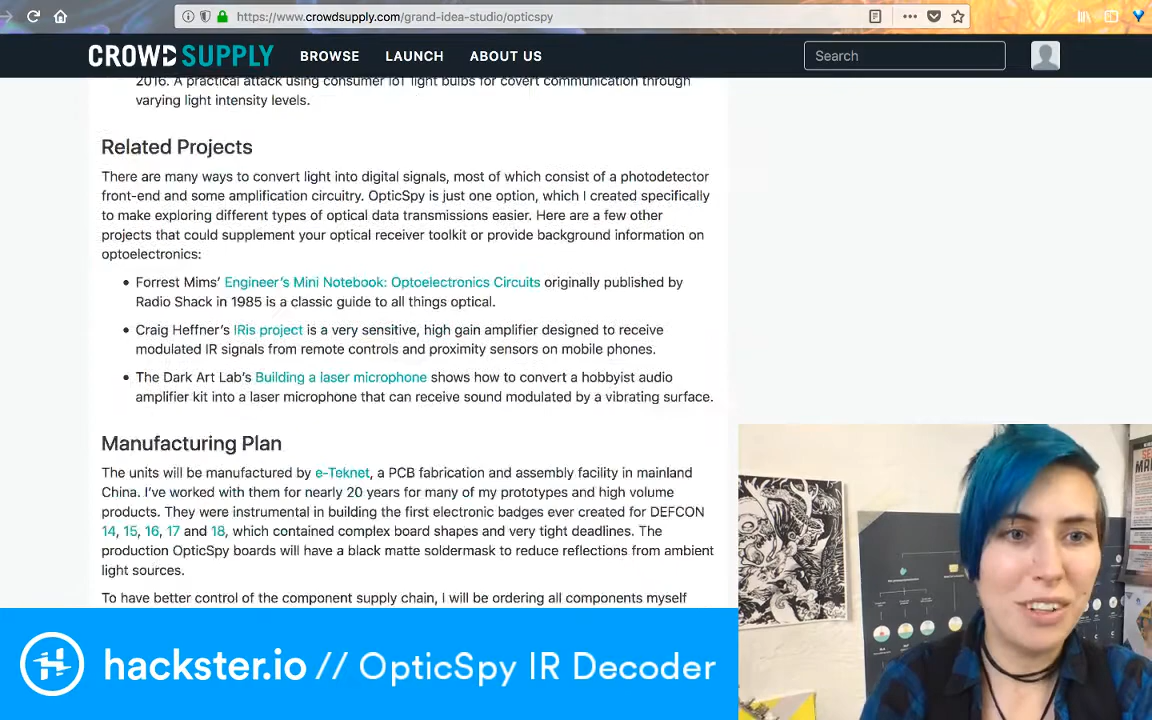 https://www.crowdsupply.com/grand-idea-studio/opticspy
CROWD SUPPLY BROWSE LAUNCH ABOUT US Search
2016. A practical attack using consumer IoT light bulbs for covert communication through
varying light intensity levels.
Related Projects
There are many ways to convert light into digital signals, most of which consist of a photodetector
front-end and some amplification circuitry. OpticSpy is just one option, which I created specifically
to make exploring different types of optical data transmissions easier. Here are a few other
projects that could supplement your optical receiver toolkit or provide background information on
optoelectronics:
• Forrest Mims' Engineer's Mini Notebook: Optoelectronics Circuits originally published by
Radio Shack in 1985 is a classic guide to all things optical.
• Craig Heffner's IRis project is a very sensitive, high gain amplifier designed to receive
modulated IR signals from remote controls and proximity sensors on mobile phones.
• The Dark Art Lab's Building a laser microphone shows how to convert a hobbyist audio
amplifier kit into a laser microphone that can receive sound modulated by a vibrating surface.
Manufacturing Plan
The units will be manufactured by e-Teknet, a PCB fabrication and assembly facility in mainland
China. I've worked with them for nearly 20 years for many of my prototypes and high volume
products. They were instrumental in building the first electronic badges ever created for DEFCON
14, 15, 16, 17 and 18, which contained complex board shapes and very tight deadlines. The
production OpticSpy boards will have a black matte soldermask to reduce reflections from ambient
light sources.
To have better control of the component supply chain, I will be ordering all components myself
hackster.io // OpticSpy IR Decoder